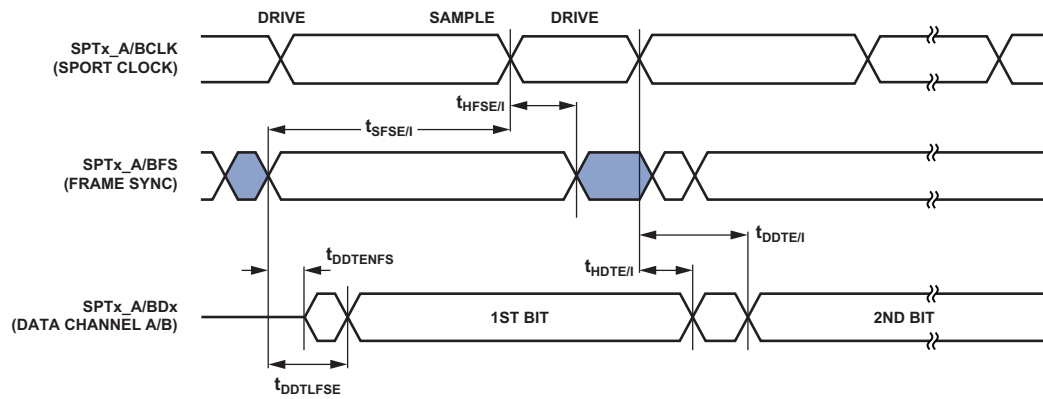 DRIVE SAMPLE DRIVE
SPTx_A/BCLK
(SPORT CLOCK)
tHFSE/I
tSFSE/I
SPTx_A/BFS
(FRAME SYNC)
tDDTE/I
tDDTENFS
tHDTE/I
SPTx_A/BDx
(DATA CHANNEL A/B)
1ST BIT 2ND BIT
tDDTLFSE